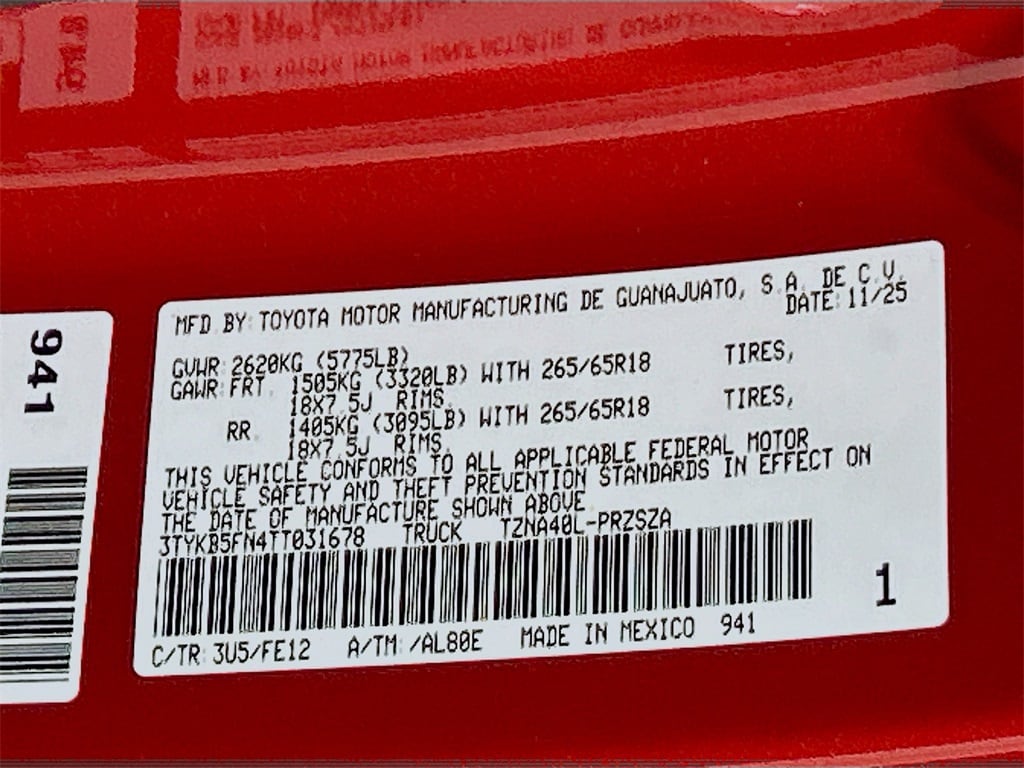 MFD. BY: TOYOTA MOTOR MANUFACTURING DE GUANAJUATO, S.A. DE C.V.
DATE: 11/25
GVWR: 2620KG (5775LB)
GAWR: FRT. 1505KG (3320LB) WITH 265/65R18 TIRES,
18X7.5J RIMS,
RR. 1405KG (3095LB) WITH 265/65R18 TIRES,
18X7.5J RIMS,
THIS VEHICLE CONFORMS TO ALL APPLICABLE FEDERAL MOTOR
VEHICLE SAFETY AND THEFT PREVENTION STANDARDS IN EFFECT ON
THE DATE OF MANUFACTURE SHOWN ABOVE
3TYKB5FN4TT031678 TRUCK TZNA40L-PRZSZA
1
C/TR: 3U5/FE12 A/TM: /AL80E MADE IN MEXICO 941
941